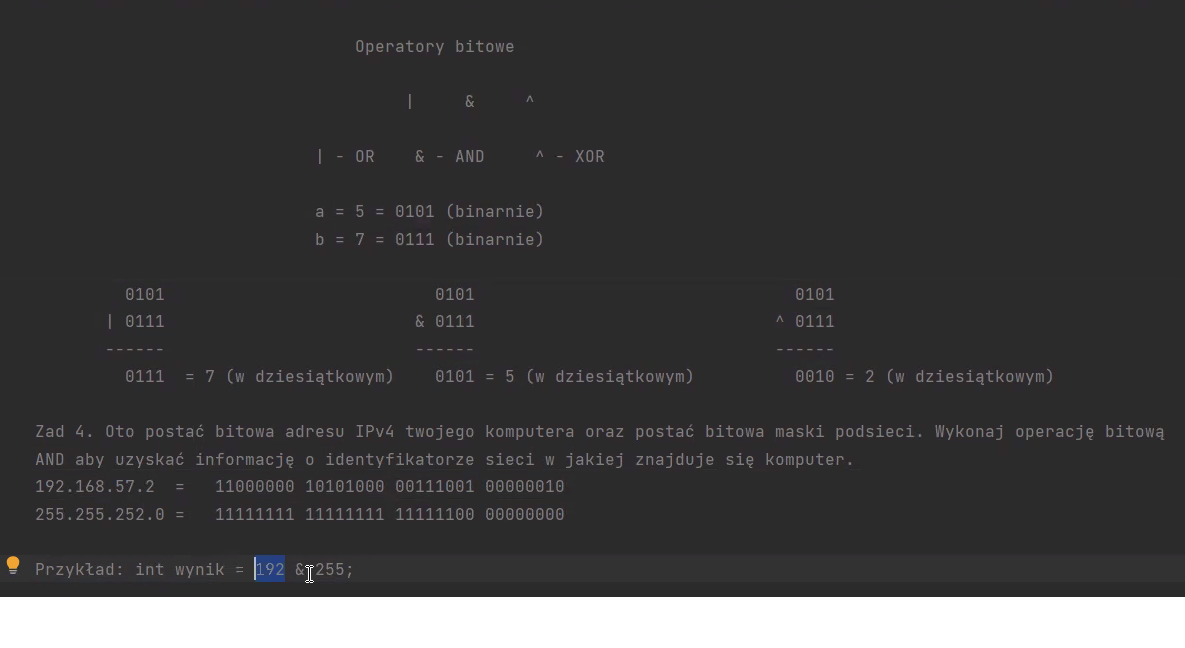 Operatory bitowe
| & ^
| - OR & - AND ^ - XOR
a = 5 = 0101 (binarnie)
b = 7 = 0111 (binarnie)
0101 0101 0101
| 0111 & 0111 ^ 0111
------ ------ ------
0111 = 7 (w dziesiątkowym) 0101 = 5 (w dziesiątkowym) 0010 = 2 (w dziesiątkowym)
Zad 4. Oto postać bitowa adresu IPv4 twojego komputera oraz postać bitowa maski podsieci. Wykonaj operację bitową
AND aby uzyskać informację o identyfikatorze sieci w jakiej znajduje się komputer.
192.168.57.2 = 11000000 10101000 00111001 00000010
255.255.252.0 = 11111111 11111111 11111100 00000000
Przykład: int wynik = 192 & 255;